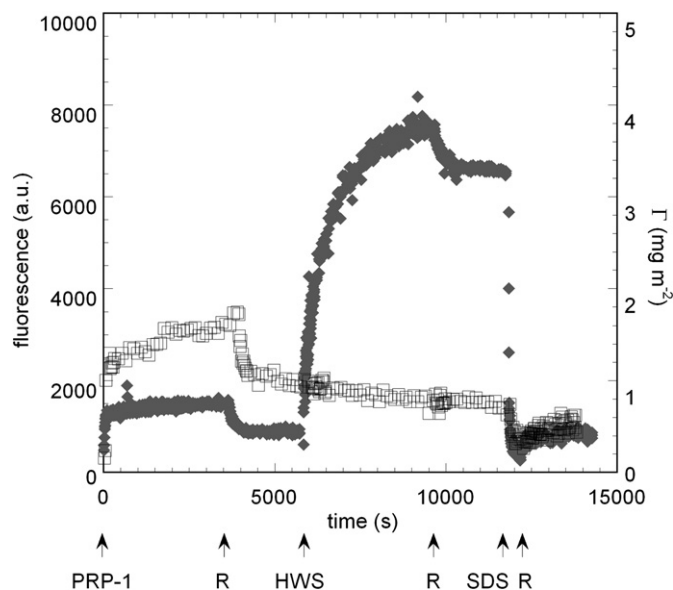 10000
8000
6000
4000
2000
0
fluorescence (a.u.)
5
4
3
2
1
0
Γ (mg m-2)
0 5000 10000 15000
time (s)
PRP-1 R HWS R SDS R